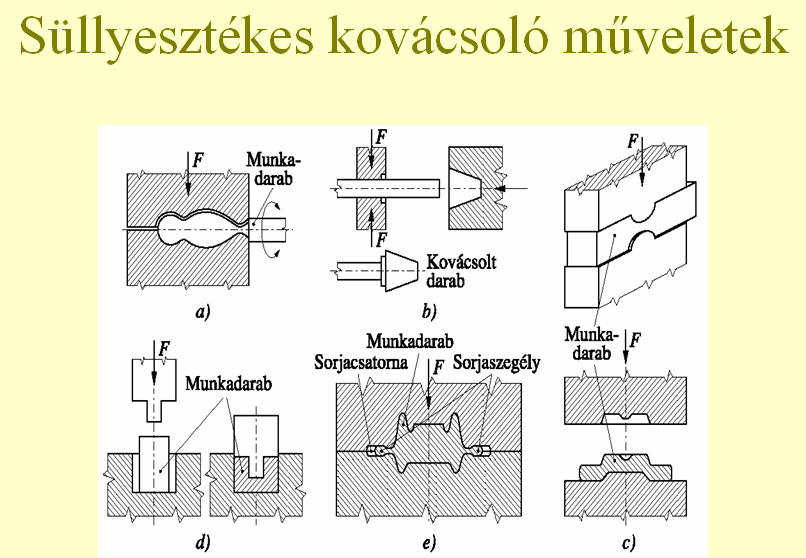 Süllyesztékes kovácsoló műveletek
F
Munka-
darab
a)
F
F
Kovácsolt
darab
b)
F
Munka-
darab
F
c)
F
Munkadarab
d)
Munkadarab
Sorjacsatorna
F
Sorjaszegély
e)